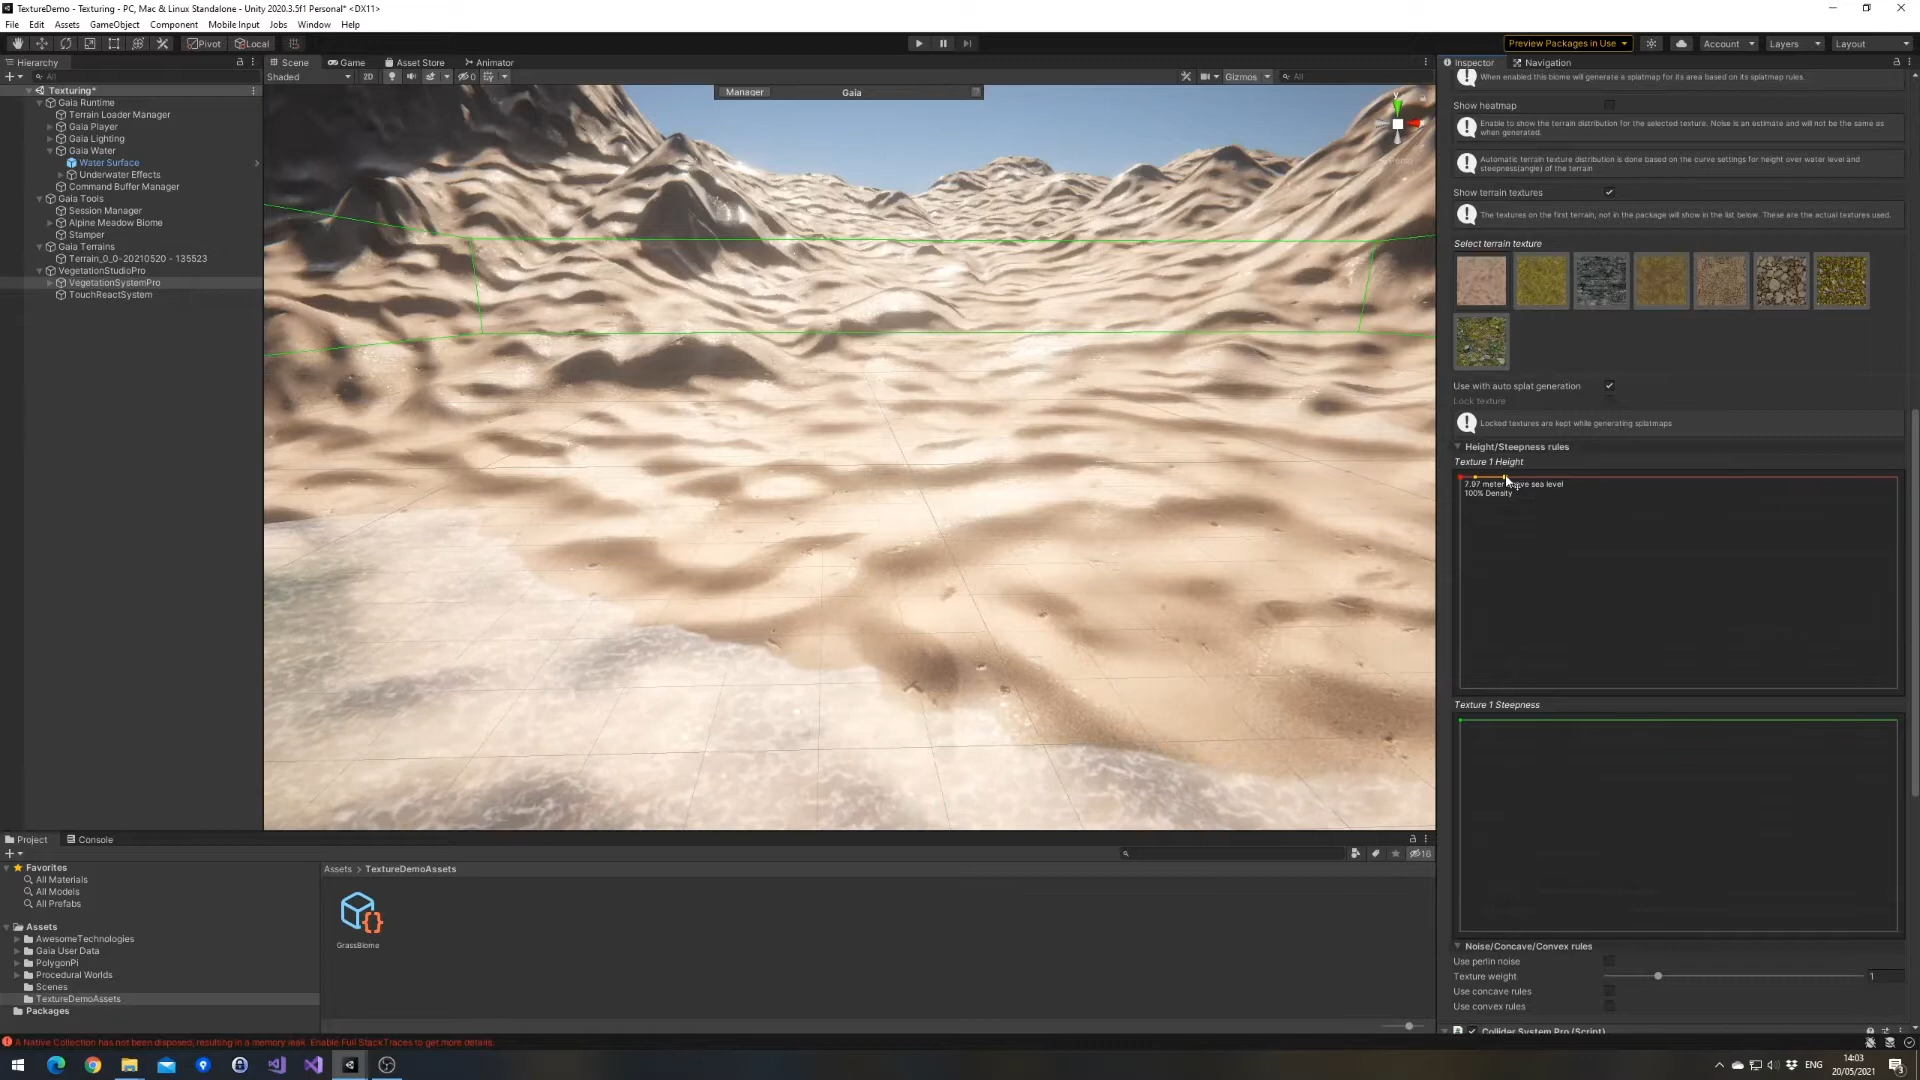 TextureDemo - Texturing - PC, Mac & Linux Standalone - Unity 2020.3.5f1 Personal* <DX11>
File Edit Assets GameObject Component Mobile Input Jobs Window Help
Pivot Local Preview Packages in Use Account Layers Layout
Hierarchy
All
Texturing*
Gaia Runtime
Terrain Loader Manager
Gaia Player
Gaia Lighting
Gaia Water
Water Surface
Underwater Effects
Command Buffer Manager
Gaia Tools
Session Manager
Alpine Meadow Biome
Stamper
Gaia Terrains
Terrain_0_0-20210520 - 135523
VegetationStudioPro
VegetationSystemPro
TouchReactSystem
Scene Game Asset Store Animator
Shaded 2D 0 Gizmos All
Manager Gaia
y
Inspector Navigation
When enabled this biome will generate a splatmap for its area based on its splatmap rules.
Show heatmap
Enable to show the terrain distribution for the selected texture. Noise is an estimate and will not be the same as
when generated.
Automatic terrain texture distribution is done based on the curve settings for height over water level and
steepness(angle) of the terrain
Show terrain textures
The textures on the first terrain, not in the package will show in the list below. These are the actual textures used.
Select terrain texture
Use with auto splat generation
Lock texture
Locked textures are kept while generating splatmaps
Height/Steepness rules
Texture 1 Height
7.97 meter above sea level
100% Density
Texture 1 Steepness
Noise/Concave/Convex rules
Use perlin noise
Texture weight 1
Use concave rules
Use convex rules
Collider System Pro (Script)
Project Console
16
Favorites
All Materials
All Models
All Prefabs
Assets
AwesomeTechnologies
Gaia User Data
PolygonPi
Procedural Worlds
Scenes
TextureDemoAssets
Packages
Assets > TextureDemoAssets
GrassBiome
A Native Collection has not been disposed, resulting in a memory leak. Enable Full StackTraces to get more details.
ENG
14:03
20/05/2021
3